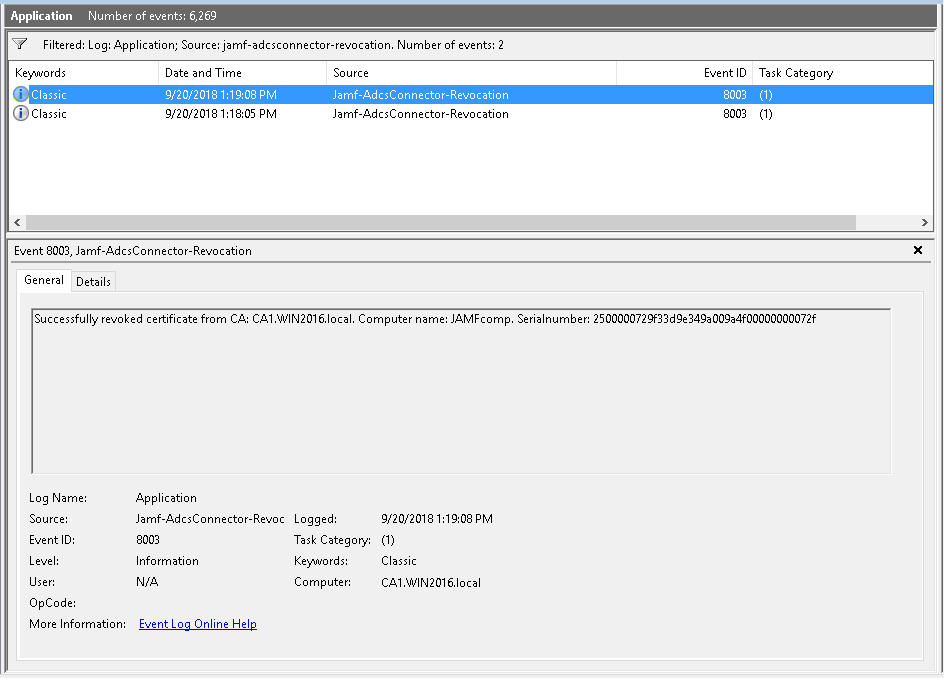 Application Number of events: 6,269
Filtered: Log: Application; Source: jamf-adcsconnector-revocation. Number of events: 2
Keywords Date and Time Source Event ID Task Category
Classic 9/20/2018 1:19:08 PM Jamf-AdcsConnector-Revocation 8003 (1)
Classic 9/20/2018 1:18:05 PM Jamf-AdcsConnector-Revocation 8003 (1)
Event 8003, Jamf-AdcsConnector-Revocation
General Details
Successfully revoked certificate from CA: CA1.WIN2016.local. Computer name: JAMFcomp. Serialnumber: 2500000729f33d9e349a009a4f00000000072f
Log Name: Application
Source: Jamf-AdcsConnector-Revoc Logged: 9/20/2018 1:19:08 PM
Event ID: 8003 Task Category: (1)
Level: Information Keywords: Classic
User: N/A Computer: CA1.WIN2016.local
OpCode:
More Information: Event Log Online Help